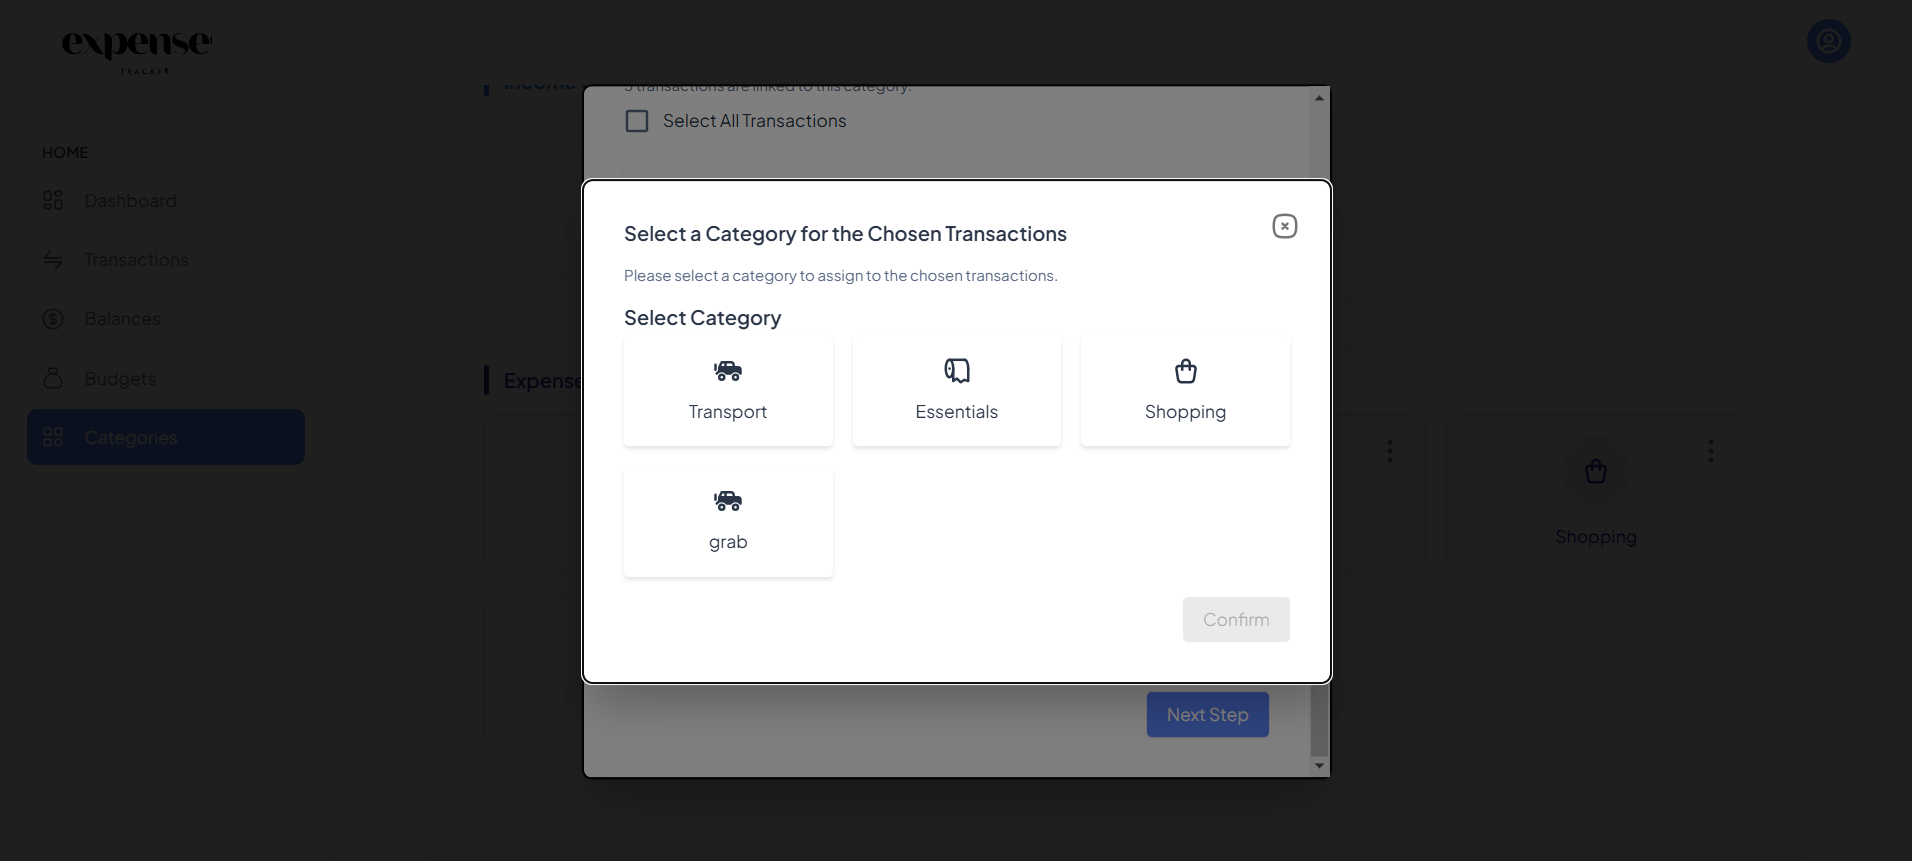 expense
TRACKER
HOME
Dashboard
Transactions
Balances
Budgets
Categories
Income
Expense
Shopping
3 transactions are linked to this category.
Select All Transactions
Select a Category for the Chosen Transactions
Please select a category to assign to the chosen transactions.
Select Category
Transport
Essentials
Shopping
grab
Confirm
Next Step